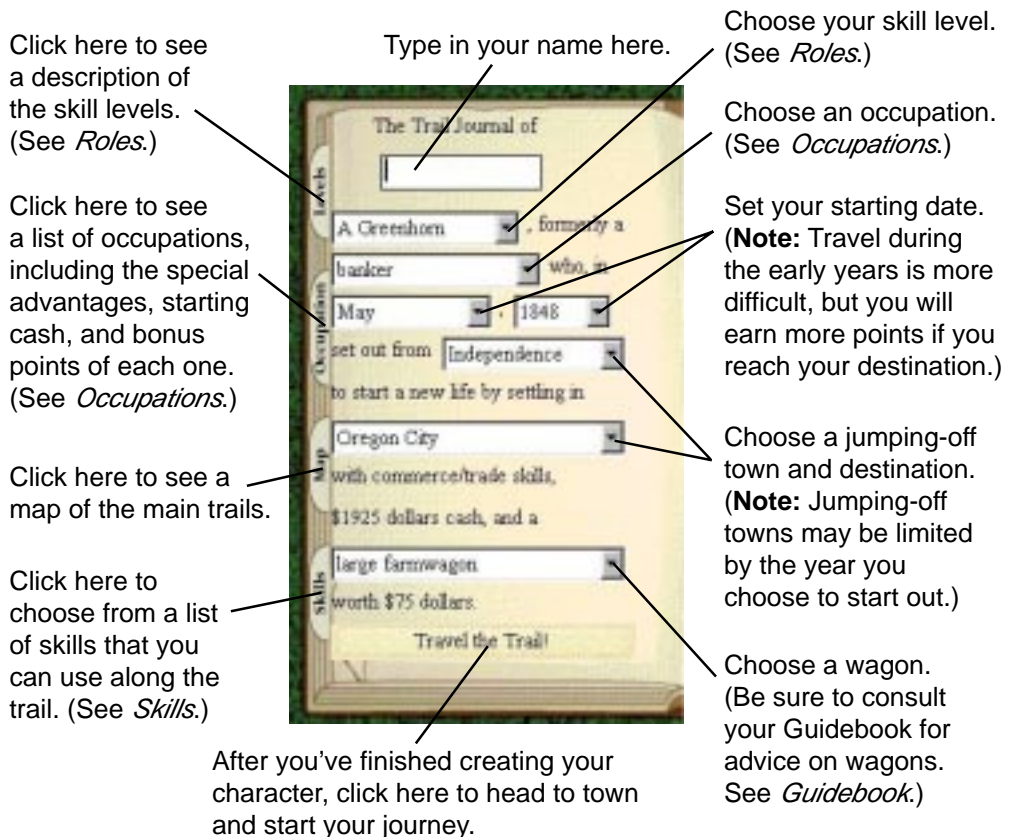 Click here to see
a description of
the skill levels.
(See Roles.)
Type in your name here.
Choose your skill level.
(See Roles.)
Choose an occupation.
(See Occupations.)
Click here to see
a list of occupations,
including the special
advantages, starting
cash, and bonus
points of each one.
(See Occupations.)
Set your starting date.
(Note: Travel during
the early years is more
difficult, but you will
earn more points if you
reach your destination.)
Click here to see a
map of the main trails.
Choose a jumping-off
town and destination.
(Note: Jumping-off
towns may be limited
by the year you
choose to start out.)
Click here to
choose from a list
of skills that you
can use along the
trail. (See Skills.)
Choose a wagon.
(Be sure to consult
your Guidebook for
advice on wagons.
See Guidebook.)
After you’ve finished creating your
character, click here to head to town
and start your journey.
The Trail Journal of
Levels
A Greenhorn , formerly a
banker who, in
Occupation
May , 1848
set out from Independence
to start a new life by settling in
Oregon City
Map
with commerce/trade skills,
$1925 dollars cash, and a
large farmwagon
Skills
worth $75 dollars.
Travel the Trail!